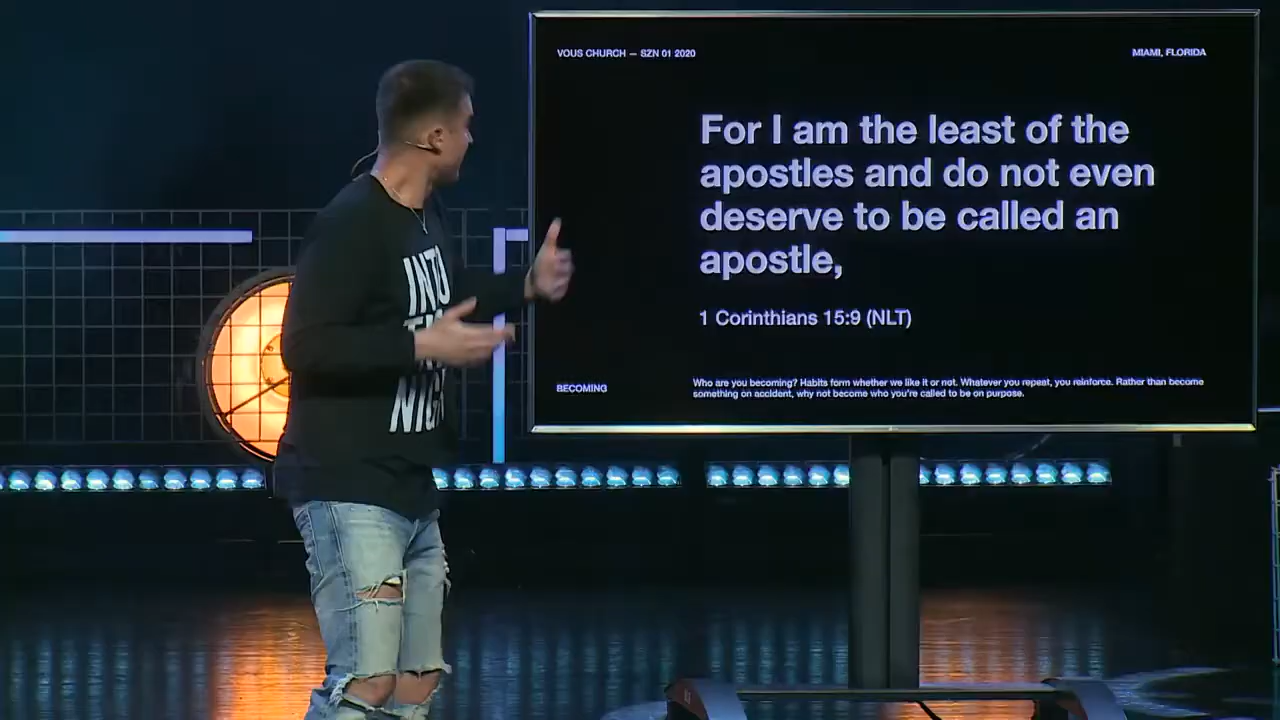 VOUS CHURCH — SZN 01 2020
MIAMI, FLORIDA
For I am the least of the
apostles and do not even
deserve to be called an
apostle,
1 Corinthians 15:9 (NLT)
BECOMING
Who are you becoming? Habits form whether we like it or not. Whatever you repeat, you reinforce. Rather than become
something on accident, why not become who you're called to be on purpose.
INTO